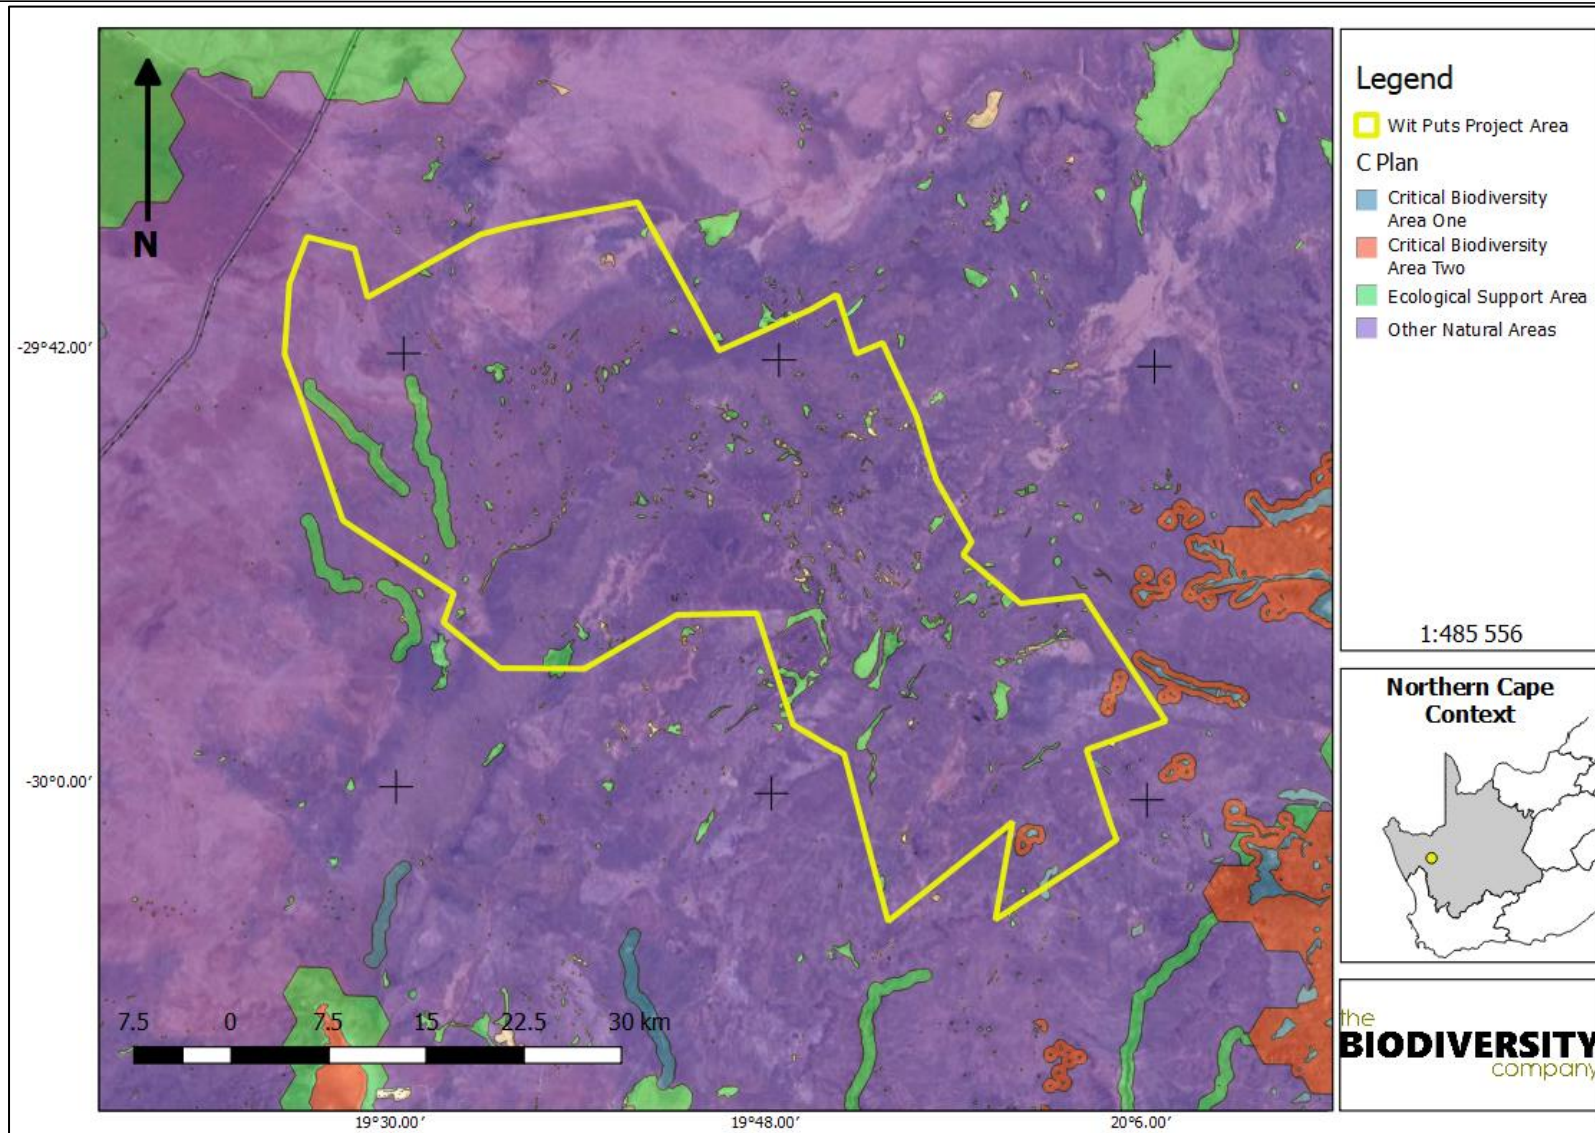 N
-29°42.00'
-30°0.00'
7.5 0 7.5 15 22.5 30 km
19°30.00' 19°48.00' 20°6.00'
Legend
Wit Puts Project Area
C Plan
Critical Biodiversity
Area One
Critical Biodiversity
Area Two
Ecological Support Area
Other Natural Areas
1:485 556
Northern Cape
Context
the
BIODIVERSITY
company